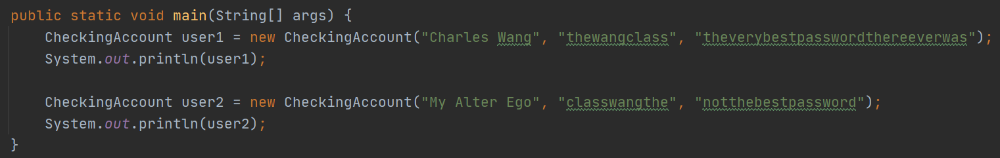 public static void main(String[] args) {
    CheckingAccount user1 = new CheckingAccount("Charles Wang", "thewangclass", "theverybestpasswordthereeverwas");
    System.out.println(user1);

    CheckingAccount user2 = new CheckingAccount("My Alter Ego", "classwangthe", "notthebestpassword");
    System.out.println(user2);
}